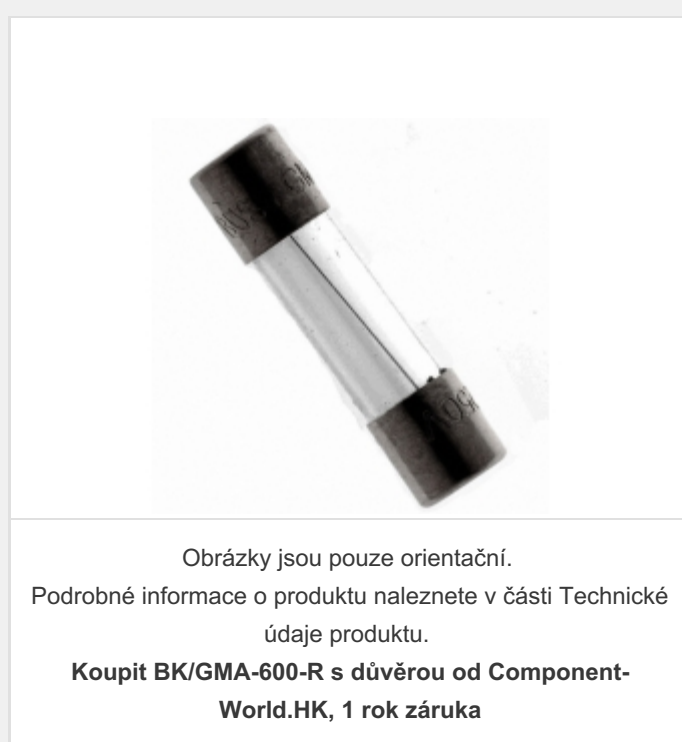 Obrázky jsou pouze orientační.
Podrobné informace o produktu naleznete v části Technické
údaje produktu.
Koupit BK/GMA-600-R s důvěrou od Component-
World.HK, 1 rok záruka